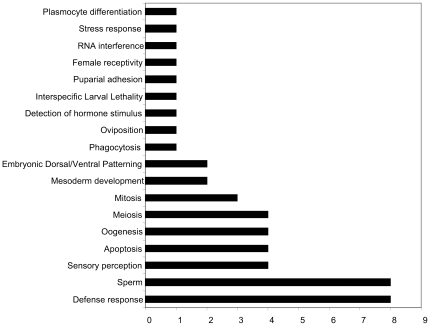 Plasmocyte differentiation
Stress response
RNA interference
Female receptivity
Puparial adhesion
Interspecific Larval Lethality
Detection of hormone stimulus
Oviposition
Phagocytosis
Embryonic Dorsal/Ventral Patterning
Mesoderm development
Mitosis
Meiosis
Oogenesis
Apoptosis
Sensory perception
Sperm
Defense response
0 1 2 3 4 5 6 7 8 9